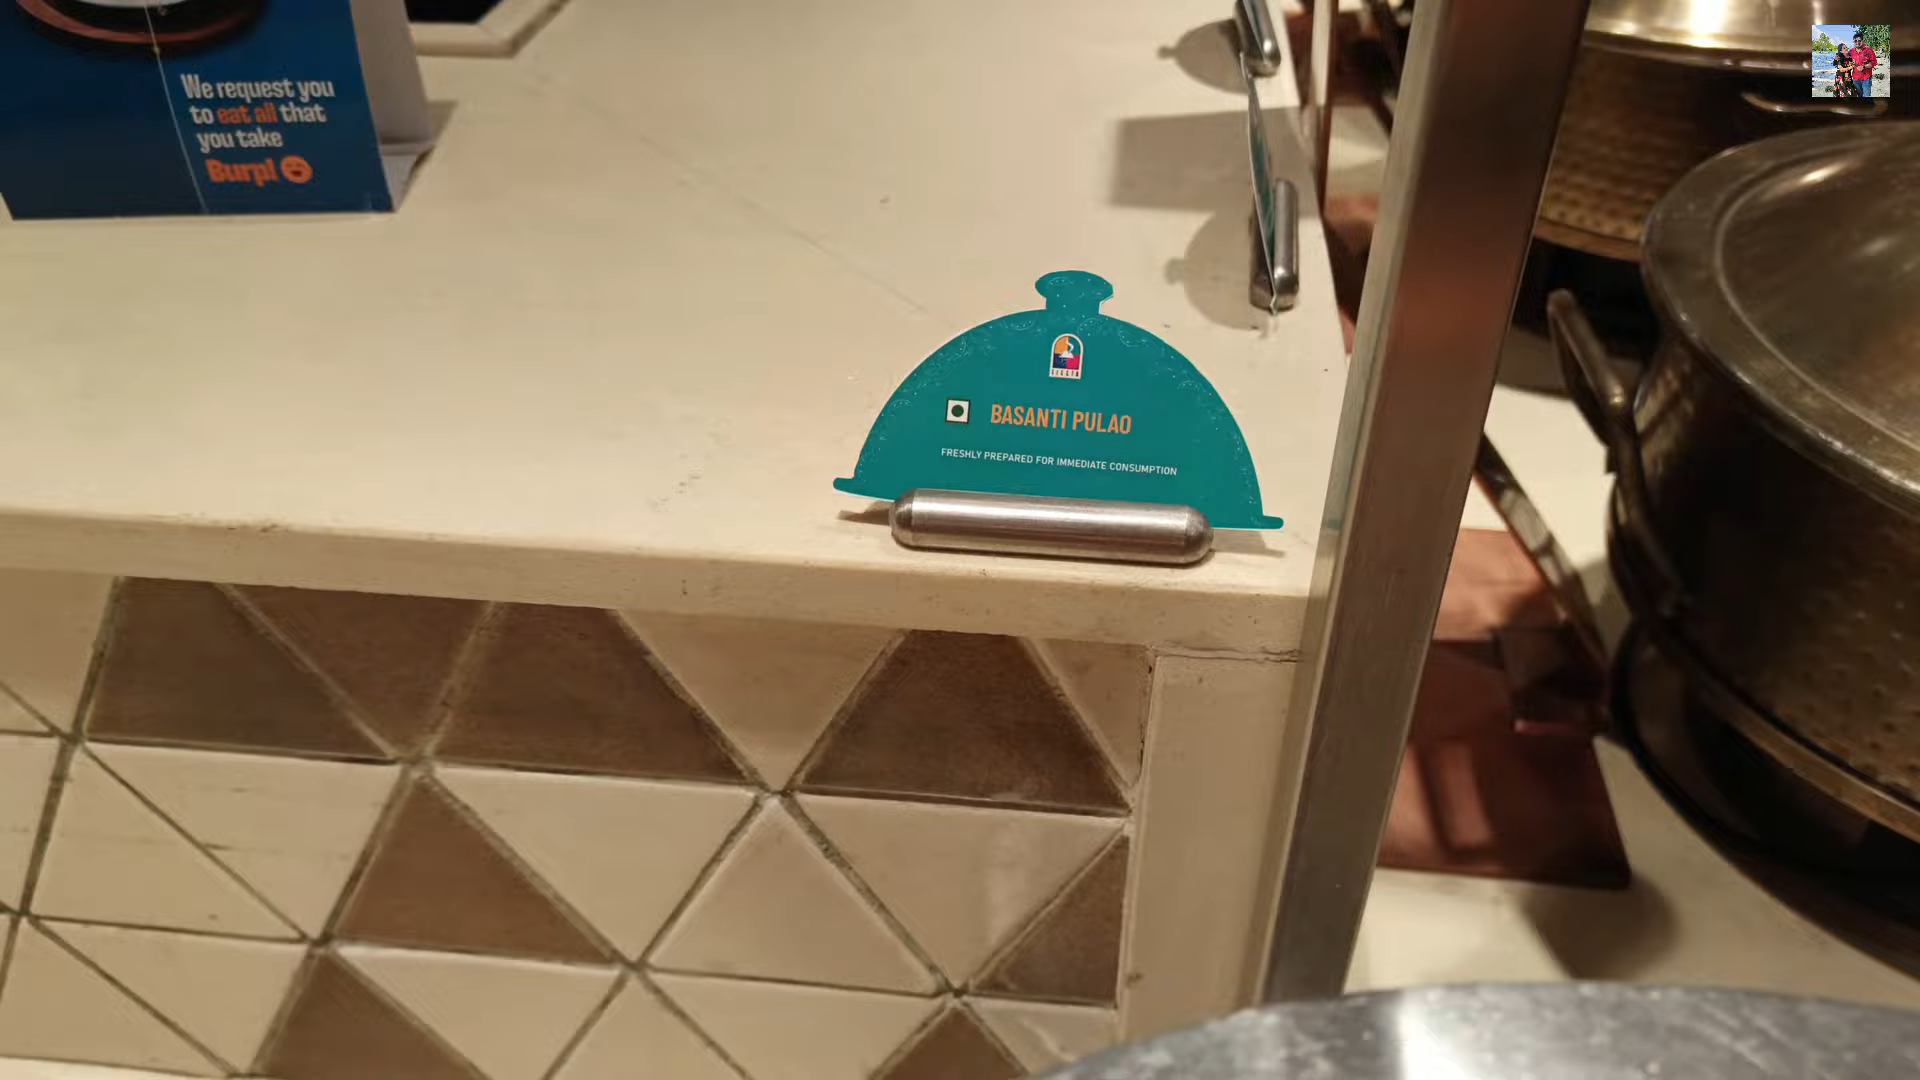 We request you
to eat all that
you take
Burp!
BASANTI PULAO
FRESHLY PREPARED FOR IMMEDIATE CONSUMPTION